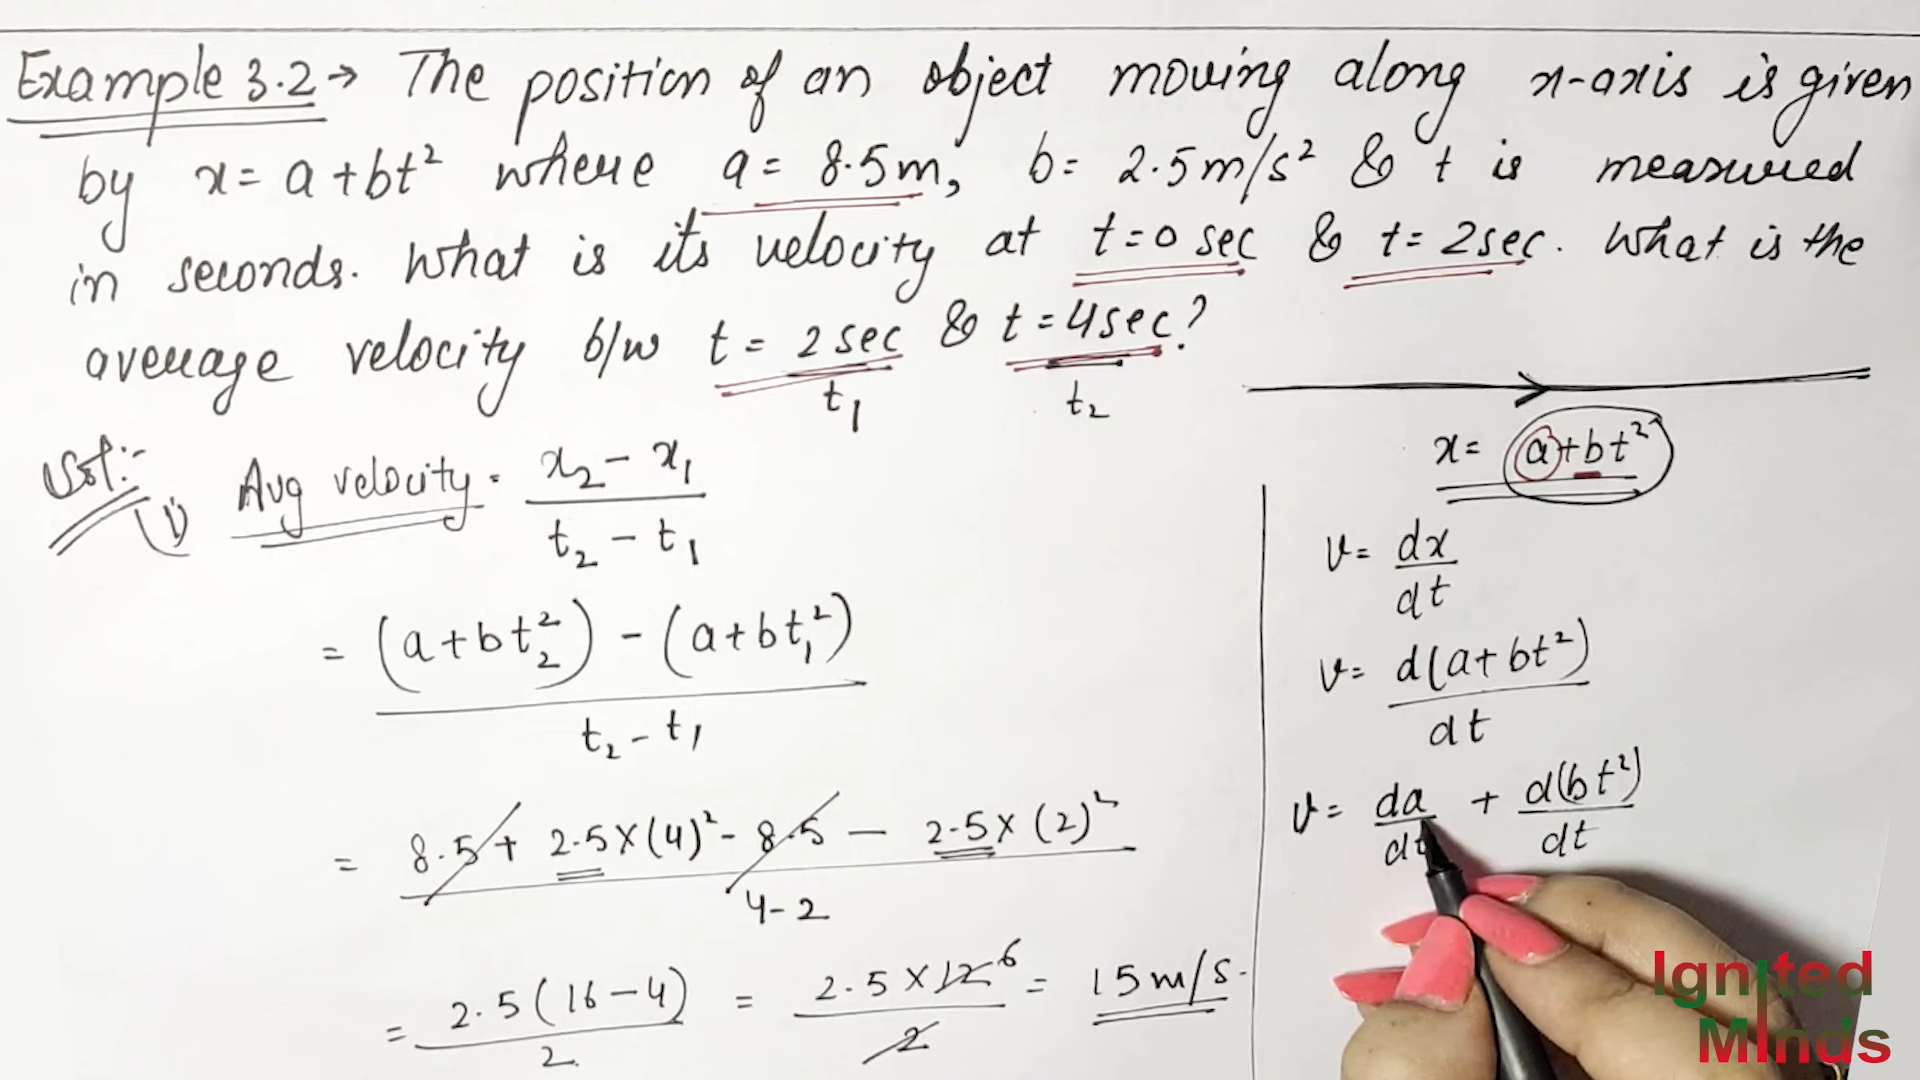 Example 3.2→ The position of an object moving along x-axis is given
by x = a + bt² where a = 8.5m, b = 2.5m/s² & t is measured
in seconds. What is its velocity at t=0 sec & t= 2sec. What is the
average velocity b/w t = 2 sec & t = 4sec?
t₁ t₂
Sol:-
(i) Avg velocity = (x₂ - x₁)/(t₂ - t₁)
= ((a+bt₂²) - (a+bt₁²))/(t₂ - t₁)
= (8.5 + 2.5×(4)² - 8.5 - 2.5×(2)²)/(4-2)
= 2.5(16-4)/2 = (2.5 × 12 6)/2 = 15 m/s.
x = a+bt²
v = dx/dt
v = d(a+bt²)/dt
v = da/dt + d(bt²)/dt
Ignited
Minds